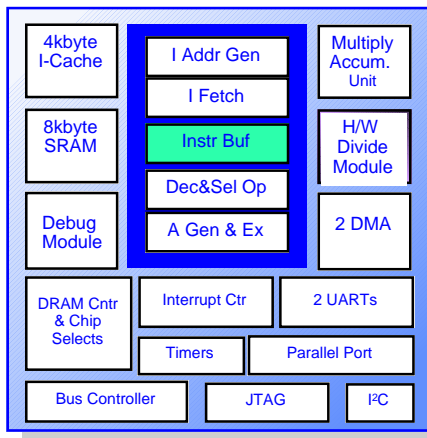 4kbyte
I-Cache
I Addr Gen
Multiply
Accum.
Unit
I Fetch
8kbyte
SRAM
Instr Buf
H/W
Divide
Module
Dec&Sel Op
Debug
Module
A Gen & Ex
2 DMA
DRAM Cntr
& Chip
Selects
Interrupt Ctr
2 UARTs
Timers
Parallel Port
Bus Controller
JTAG
I²C